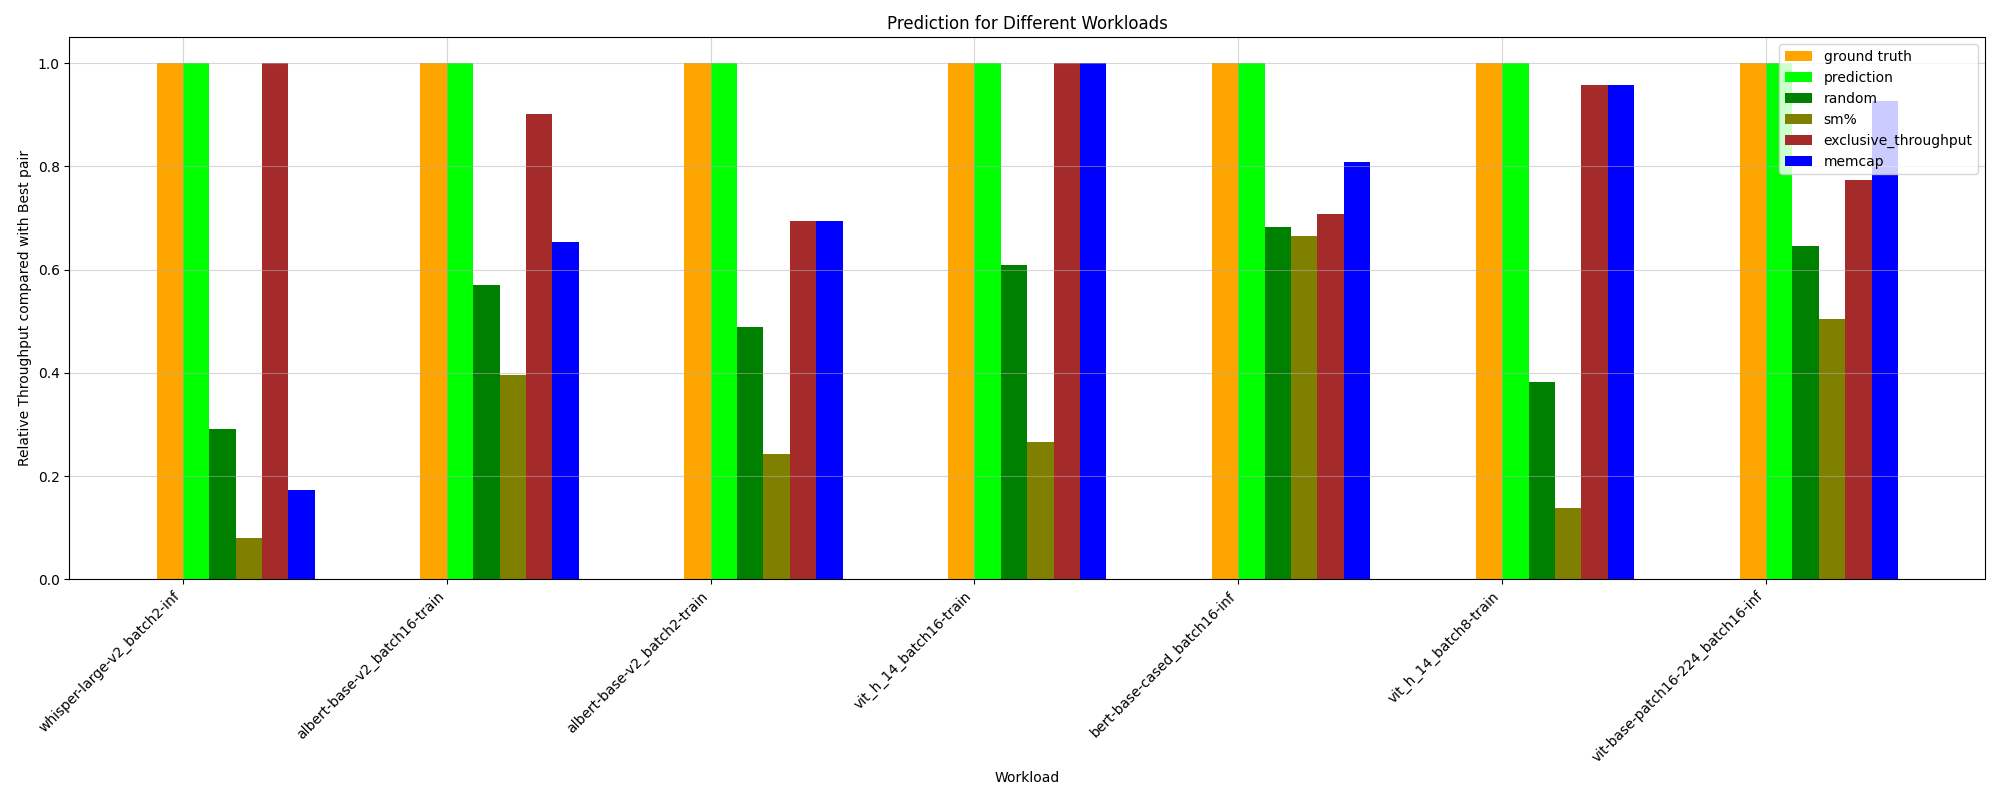 Prediction for Different Workloads
Relative Throughput compared with Best pair
1.0
0.8
0.6
0.4
0.2
0.0
ground truth
prediction
random
sm%
exclusive_throughput
memcap
whisper-large-v2_batch2-inf
albert-base-v2_batch16-train
albert-base-v2_batch2-train
vit_h_14_batch16-train
bert-base-cased_batch16-inf
vit_h_14_batch8-train
vit-base-patch16-224_batch16-inf
Workload